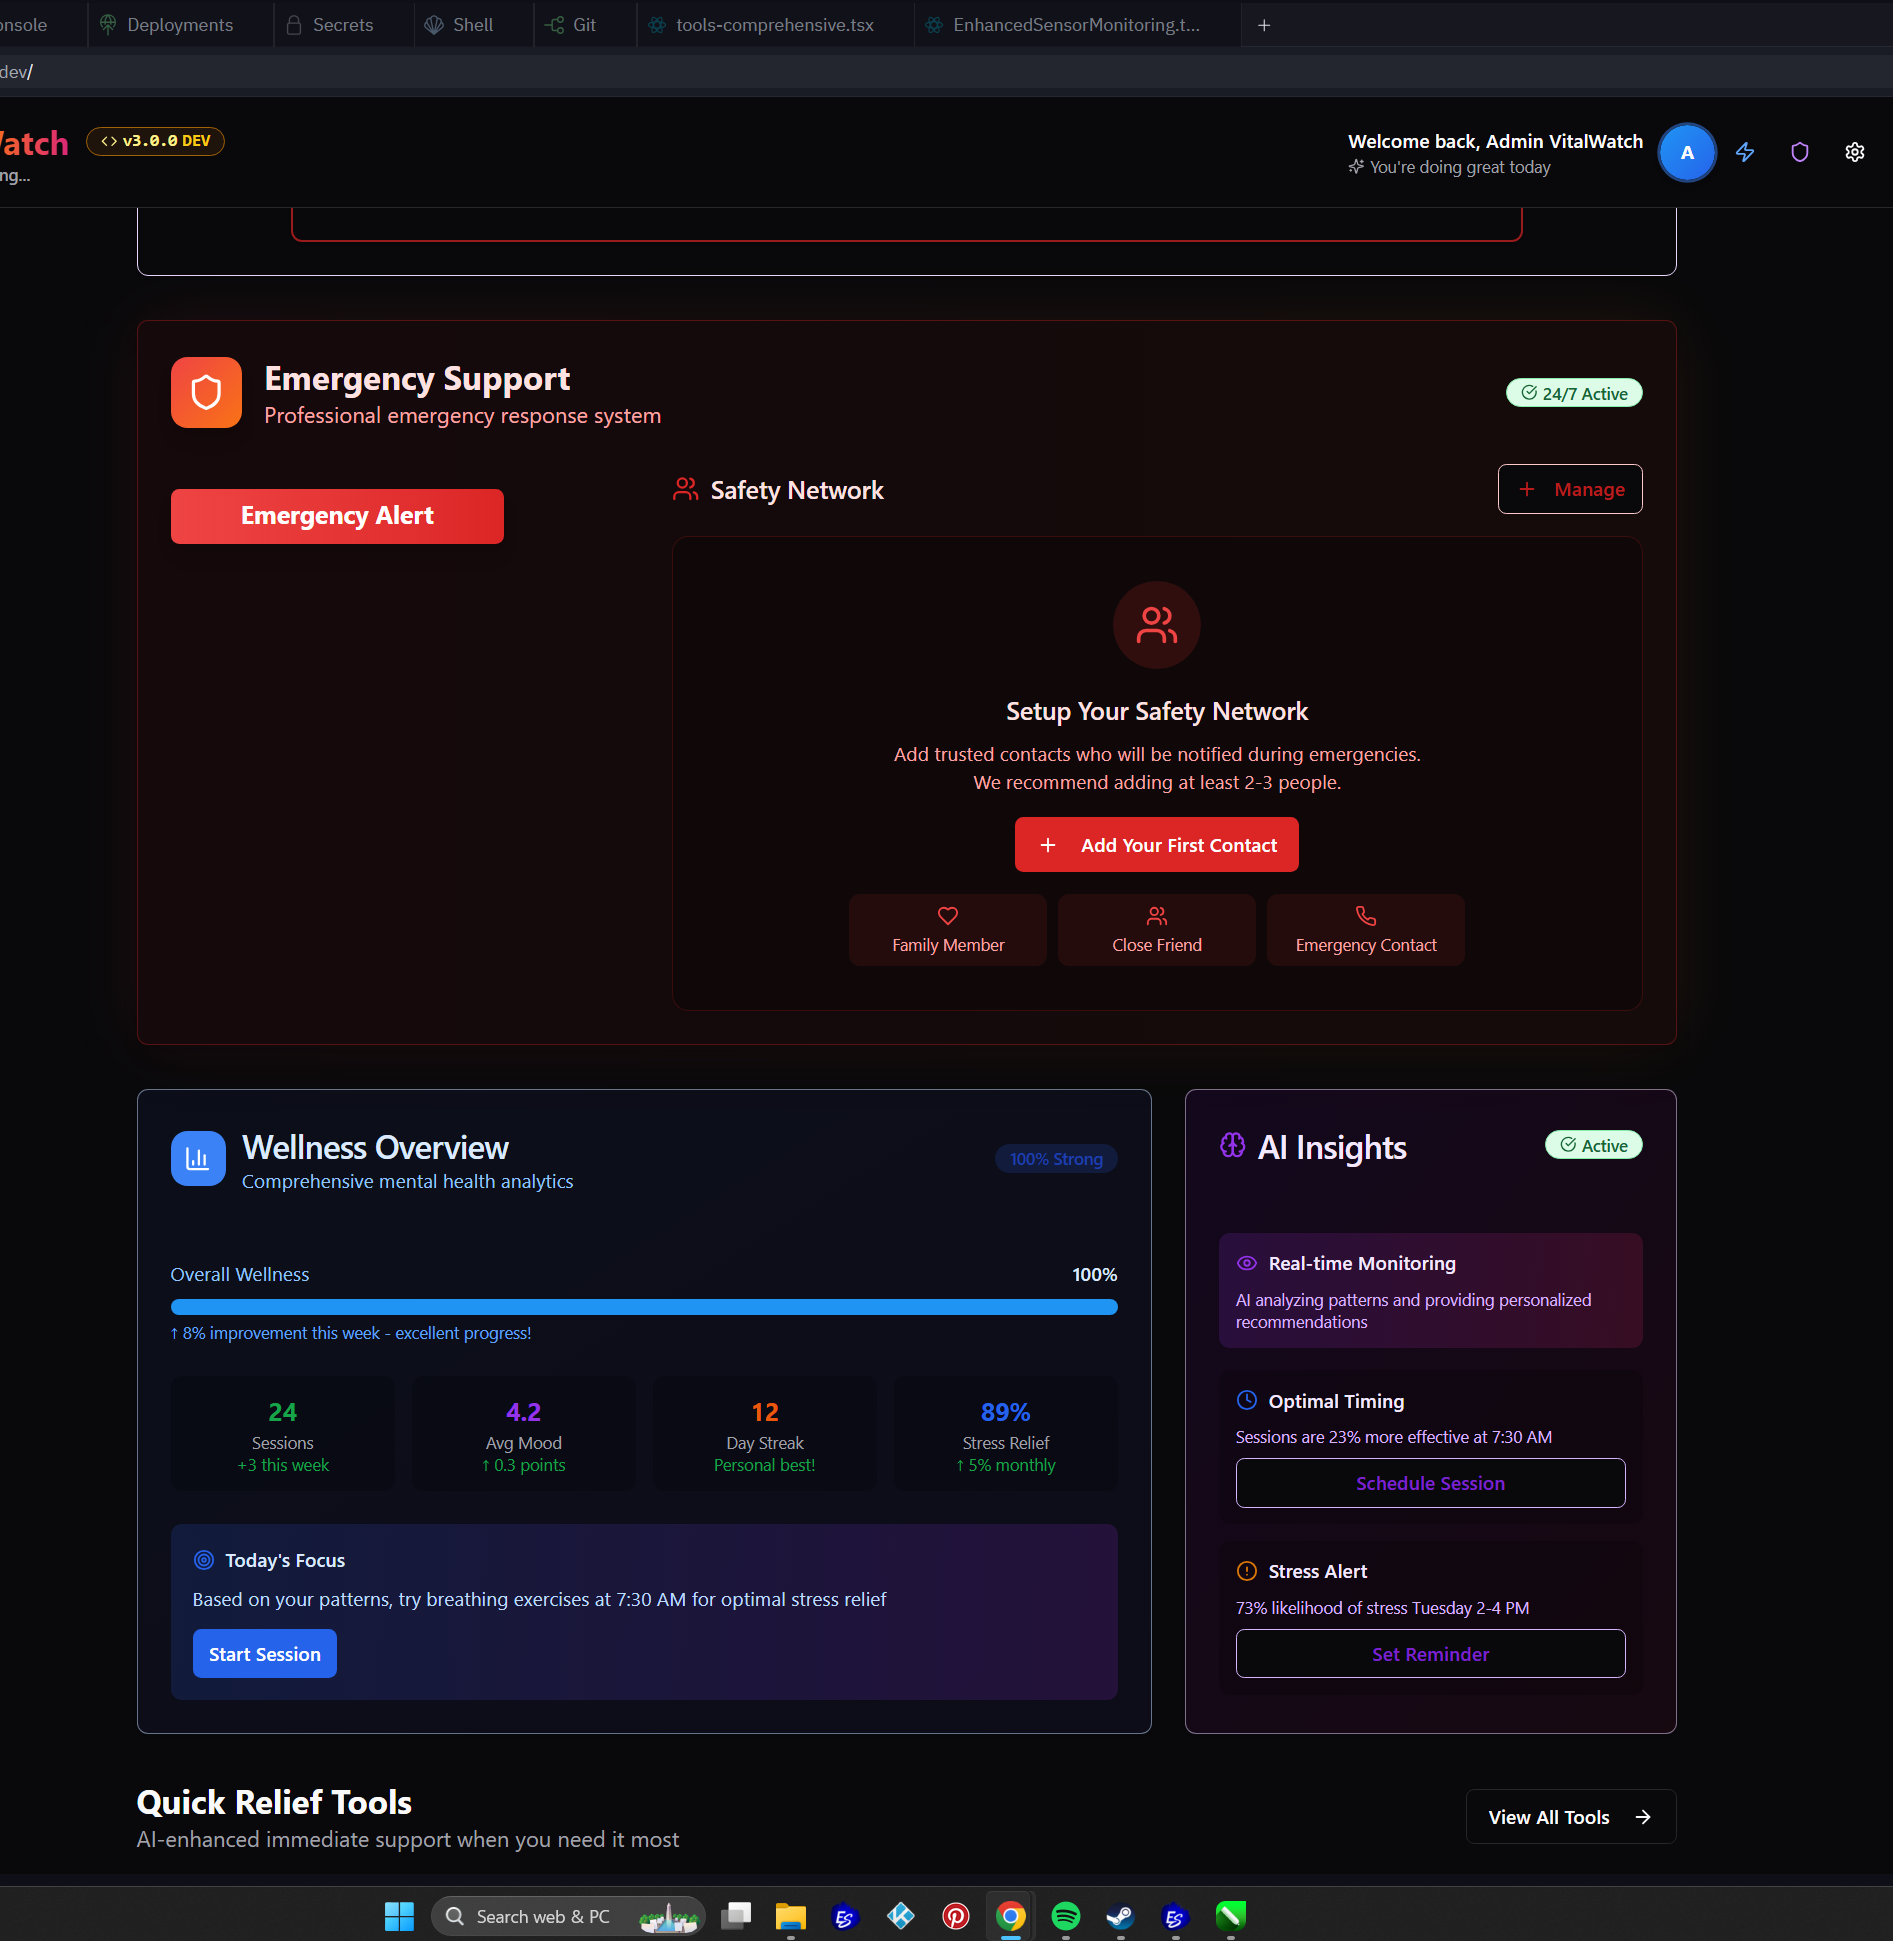 onsole
Deployments
Secrets
Shell
Git
tools-comprehensive.tsx
EnhancedSensorMonitoring.t...
dev/
Watch
v3.0.0 DEV
ng...
Welcome back, Admin VitalWatch
You're doing great today
A
Emergency Support
Professional emergency response system
24/7 Active
Emergency Alert
Safety Network
Manage
Setup Your Safety Network
Add trusted contacts who will be notified during emergencies.
We recommend adding at least 2-3 people.
Add Your First Contact
Family Member
Close Friend
Emergency Contact
Wellness Overview
Comprehensive mental health analytics
100% Strong
Overall Wellness
100%
↑ 8% improvement this week - excellent progress!
24
Sessions
+3 this week
4.2
Avg Mood
↑ 0.3 points
12
Day Streak
Personal best!
89%
Stress Relief
↑ 5% monthly
Today's Focus
Based on your patterns, try breathing exercises at 7:30 AM for optimal stress relief
Start Session
AI Insights
Active
Real-time Monitoring
AI analyzing patterns and providing personalized
recommendations
Optimal Timing
Sessions are 23% more effective at 7:30 AM
Schedule Session
Stress Alert
73% likelihood of stress Tuesday 2-4 PM
Set Reminder
Quick Relief Tools
AI-enhanced immediate support when you need it most
View All Tools
Search web & PC
ES
ES